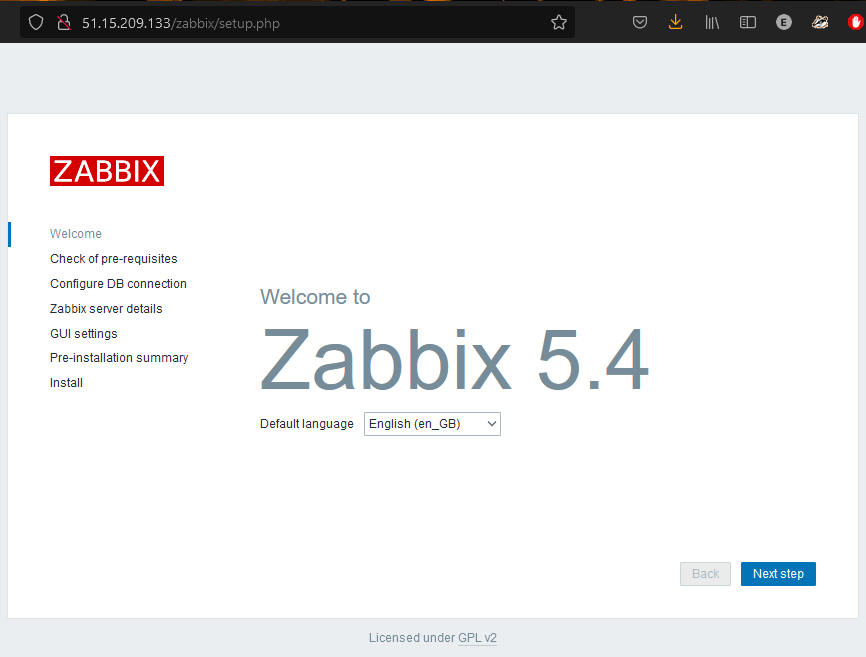 51.15.209.133/zabbix/setup.php
E
ZABBIX
Welcome
Check of pre-requisites
Configure DB connection
Zabbix server details
GUI settings
Pre-installation summary
Install
Welcome to
Zabbix 5.4
Default language English (en_GB)
Back Next step
Licensed under GPL v2